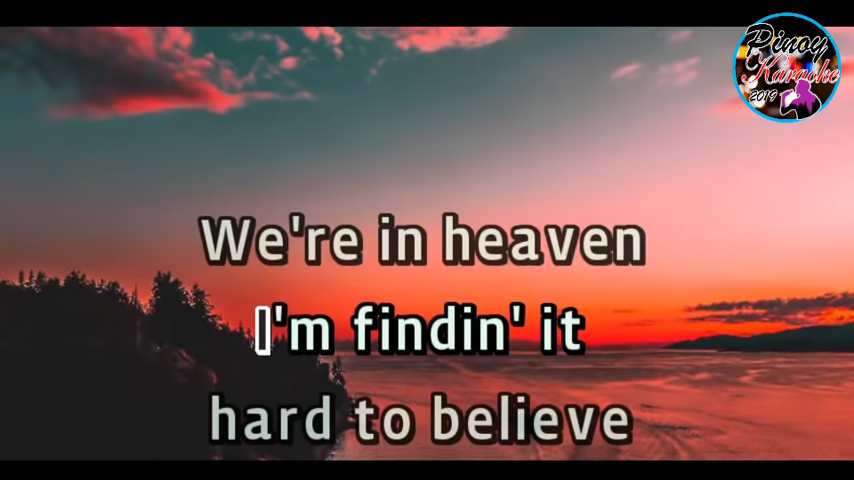 Pinoy
Karaoke
2019
We're in heaven
I'm findin' it
hard to believe